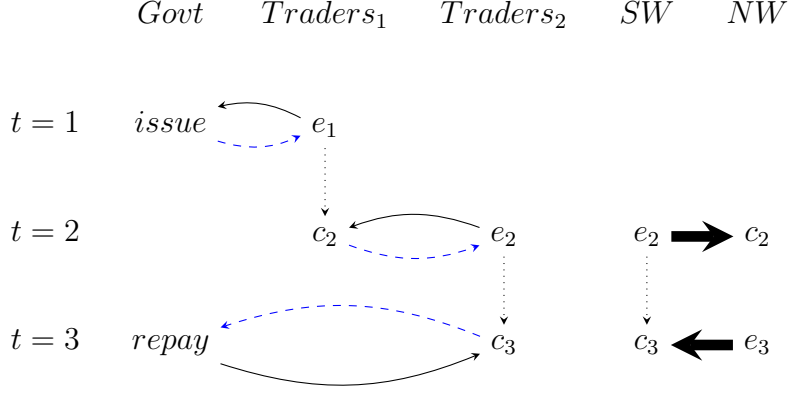 Govt Traders₁ Traders₂ SW NW
t = 1 issue e₁
t = 2 c₂ e₂ e₂ c₂
t = 3 repay c₃ c₃ e₃